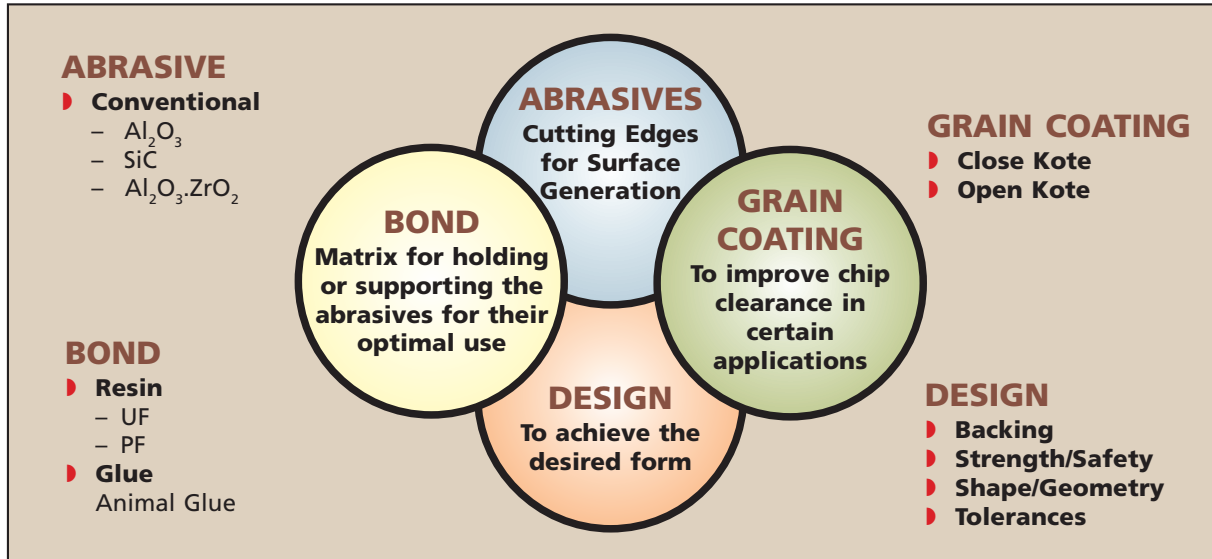 ABRASIVE
◗ Conventional
– Al₂O₃
– SiC
– Al₂O₃.ZrO₂
BOND
◗ Resin
– UF
– PF
◗ Glue
Animal Glue
ABRASIVES
Cutting Edges
for Surface
Generation
BOND
Matrix for holding
or supporting the
abrasives for their
optimal use
GRAIN
COATING
To improve chip
clearance in
certain
applications
DESIGN
To achieve the
desired form
GRAIN COATING
◗ Close Kote
◗ Open Kote
DESIGN
◗ Backing
◗ Strength/Safety
◗ Shape/Geometry
◗ Tolerances